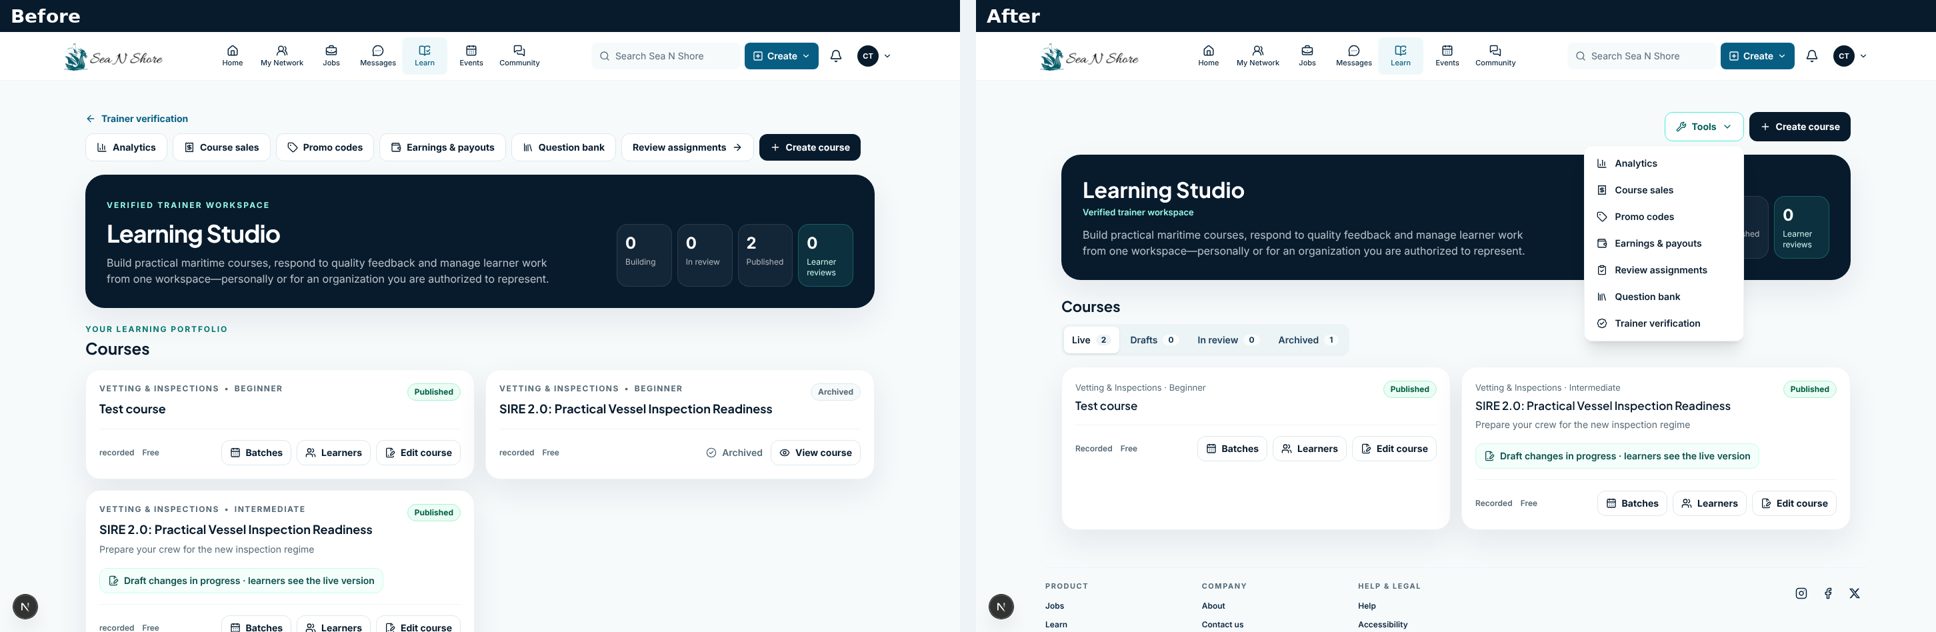 Before
Sea N Shore
Home
My Network
Jobs
Messages
Learn
Events
Community
Search Sea N Shore
Create
CT
Trainer verification
Analytics
Course sales
Promo codes
Earnings & payouts
Question bank
Review assignments
Create course
VERIFIED TRAINER WORKSPACE
Learning Studio
Build practical maritime courses, respond to quality feedback and manage learner work
from one workspace—personally or for an organization you are authorized to represent.
0
Building
0
In review
2
Published
0
Learner
reviews
YOUR LEARNING PORTFOLIO
Courses
VETTING & INSPECTIONS • BEGINNER
Published
Test course
recorded Free
Batches
Learners
Edit course
VETTING & INSPECTIONS • BEGINNER
Archived
SIRE 2.0: Practical Vessel Inspection Readiness
recorded Free
Archived
View course
VETTING & INSPECTIONS • INTERMEDIATE
Published
SIRE 2.0: Practical Vessel Inspection Readiness
Prepare your crew for the new inspection regime
Draft changes in progress · learners see the live version
recorded Free
Batches
Learners
Edit course
N
After
Sea N Shore
Home
My Network
Jobs
Messages
Learn
Events
Community
Search Sea N Shore
Create
CT
Tools
Create course
Analytics
Course sales
Promo codes
Earnings & payouts
Review assignments
Question bank
Trainer verification
Learning Studio
Verified trainer workspace
Build practical maritime courses, respond to quality feedback and manage learner work
from one workspace—personally or for an organization you are authorized to represent.
shed
0
Learner
reviews
Courses
Live 2
Drafts 0
In review 0
Archived 1
Vetting & Inspections · Beginner
Published
Test course
Recorded Free
Batches
Learners
Edit course
Vetting & Inspections · Intermediate
Published
SIRE 2.0: Practical Vessel Inspection Readiness
Prepare your crew for the new inspection regime
Draft changes in progress · learners see the live version
Recorded Free
Batches
Learners
Edit course
PRODUCT
Jobs
Learn
COMPANY
About
Contact us
HELP & LEGAL
Help
Accessibility
N